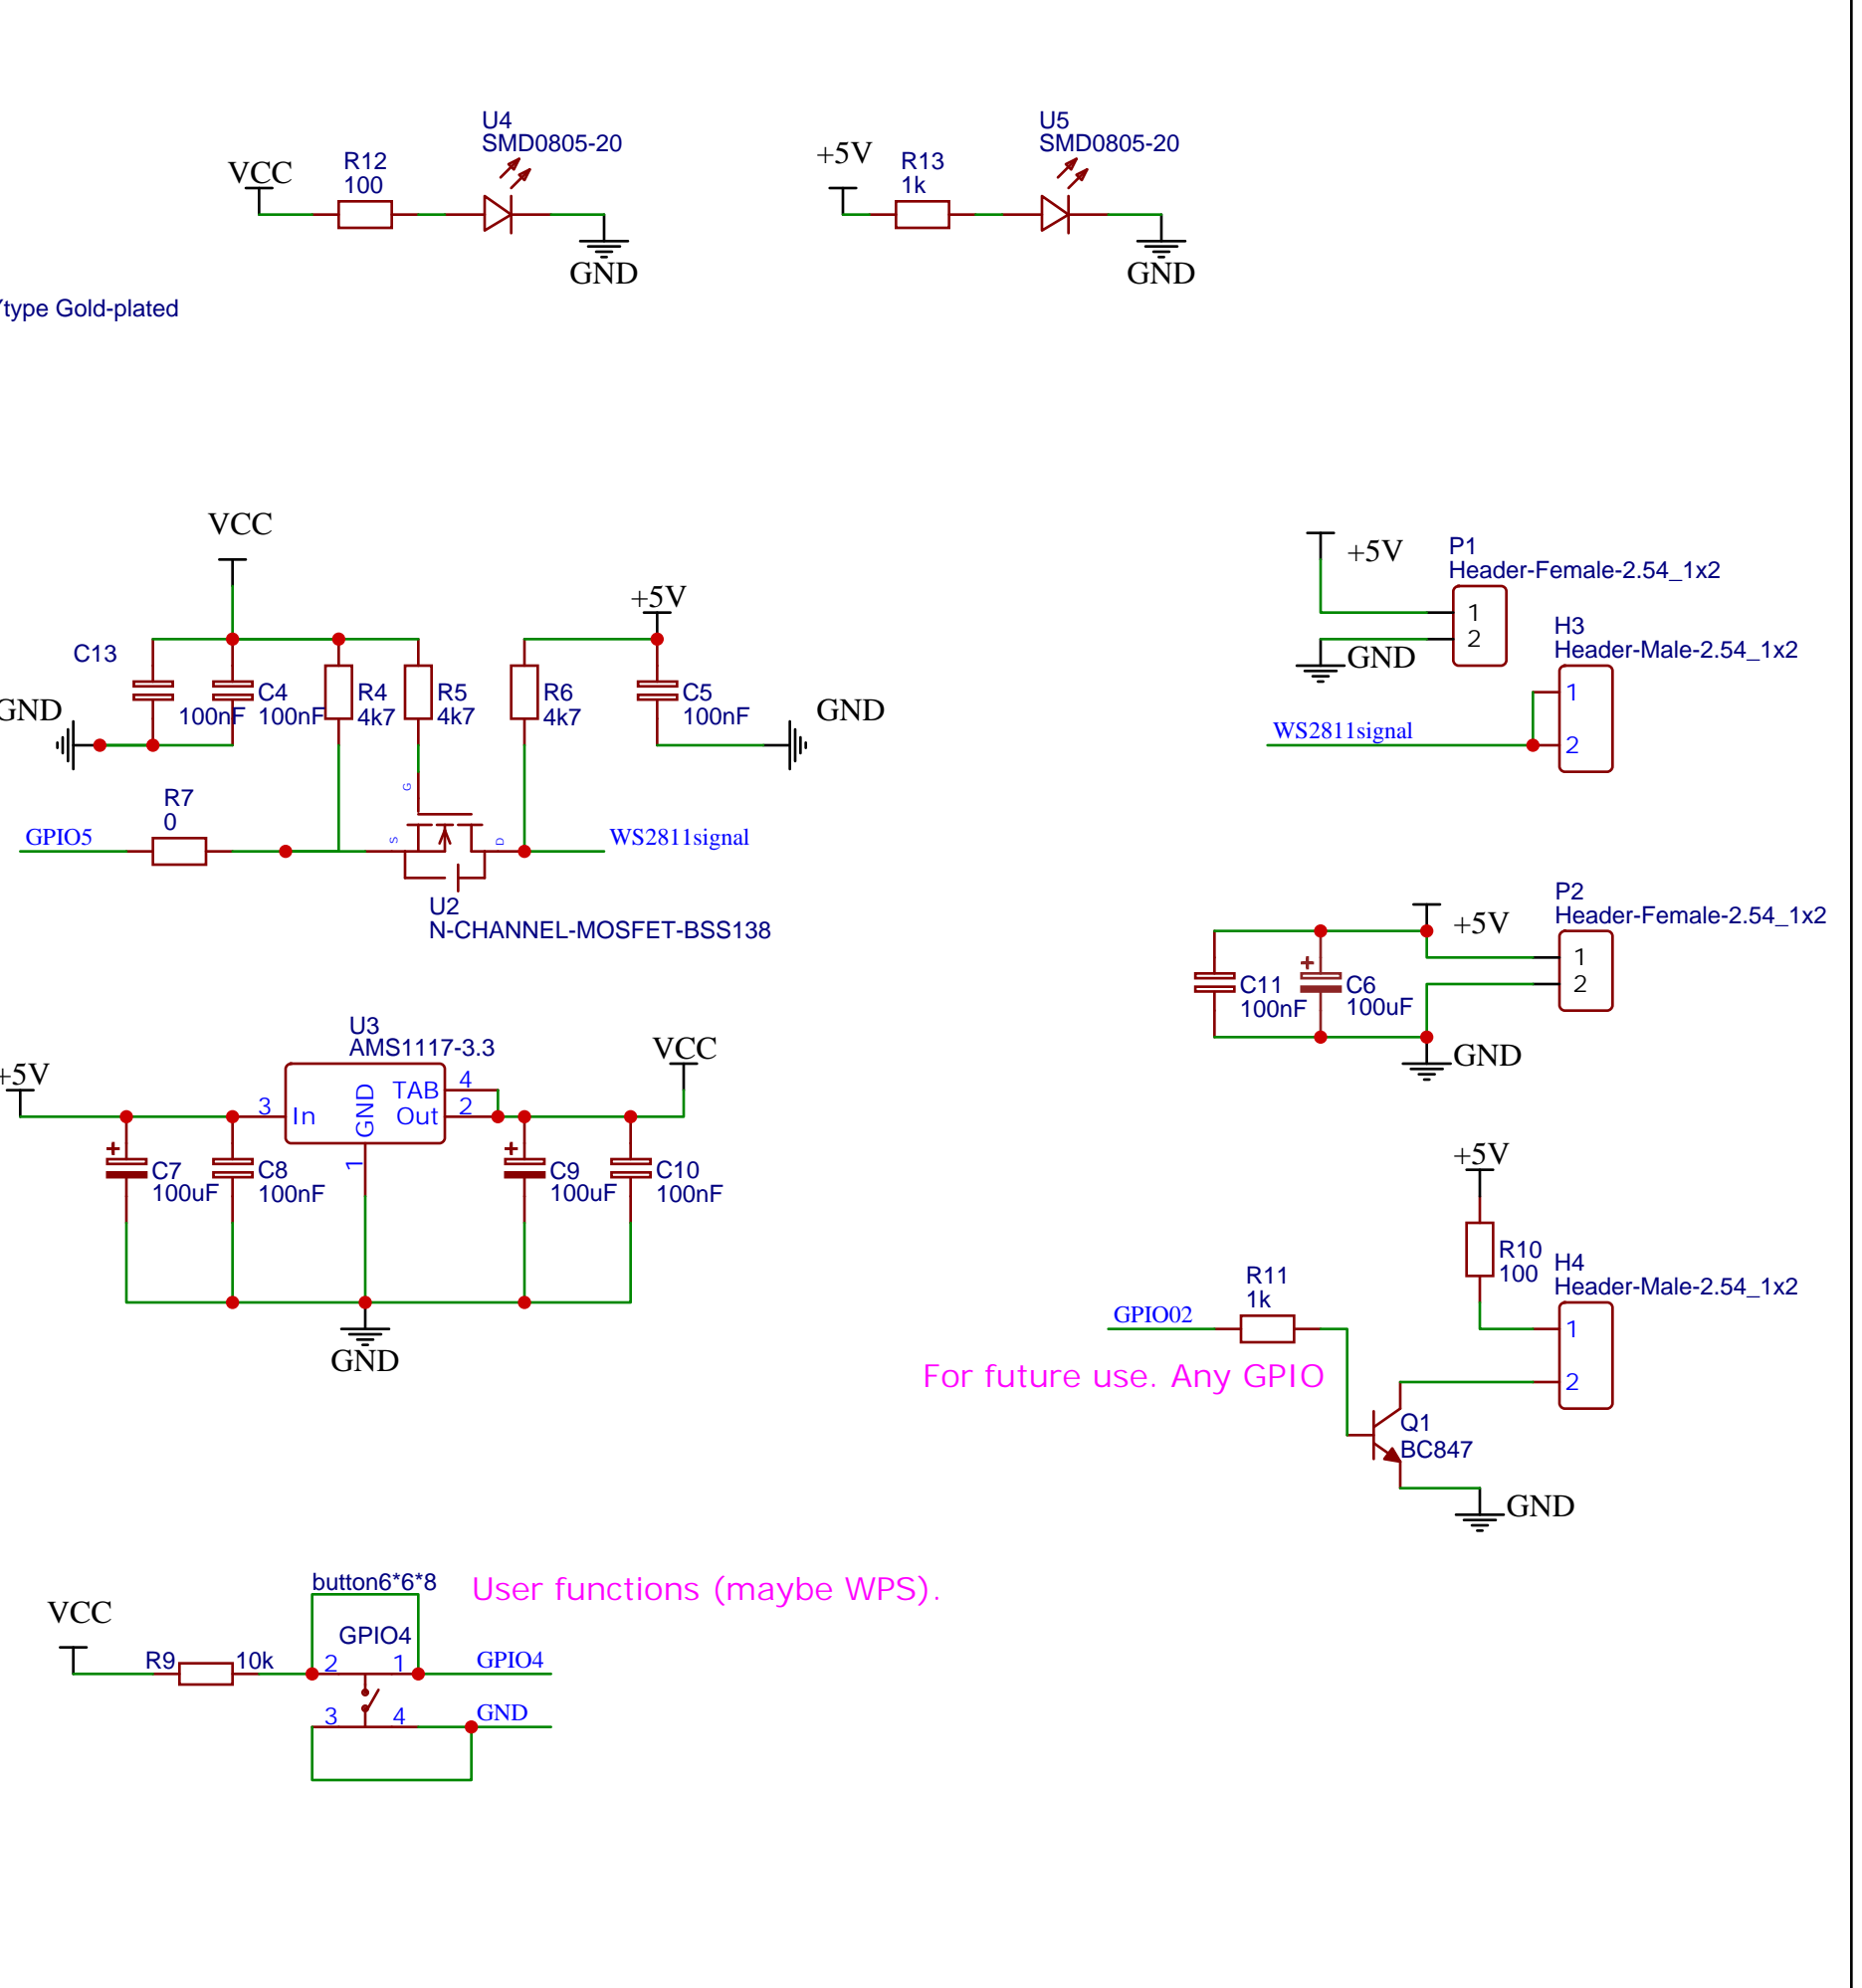 U4
SMD0805-20
VCC
R12
100
GND
U5
SMD0805-20
+5V
R13
1k
GND
type Gold-plated
VCC
C13
100nF
C4
100nF
R4
4k7
R5
4k7
R6
4k7
+5V
C5
100nF
GND
GND
G
S
D
R7
0
GPIO5
WS2811signal
U2
N-CHANNEL-MOSFET-BSS138
+5V
P1
Header-Female-2.54_1x2
1
2
GND
H3
Header-Male-2.54_1x2
1
2
WS2811signal
P2
Header-Female-2.54_1x2
+5V
1
2
C11
100nF
C6
100uF
GND
U3
AMS1117-3.3
+5V
VCC
3
In
GND
1
TAB
4
Out
2
C7
100uF
C8
100nF
C9
100uF
C10
100nF
GND
+5V
R10
100
H4
Header-Male-2.54_1x2
1
2
R11
1k
GPIO02
For future use. Any GPIO
Q1
BC847
GND
button6*6*8
User functions (maybe WPS).
VCC
R9
10k
GPIO4
2
1
GPIO4
3
4
GND